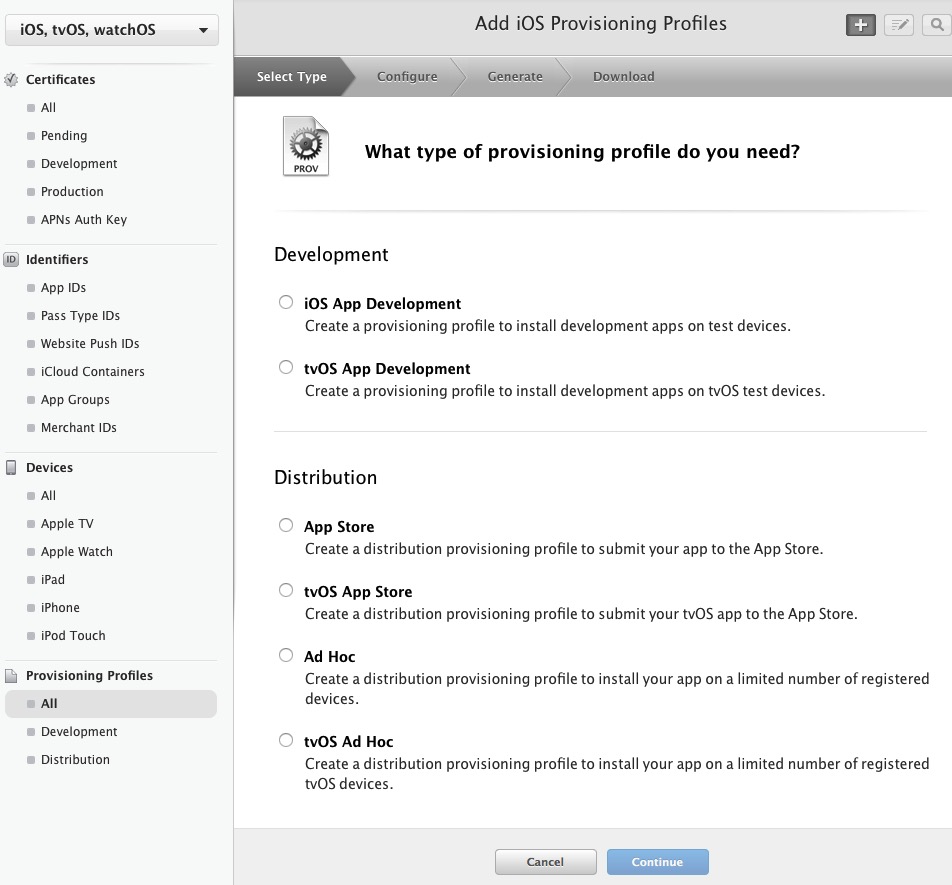 iOS, tvOS, watchOS
Certificates
All
Pending
Development
Production
APNs Auth Key
ID Identifiers
App IDs
Pass Type IDs
Website Push IDs
iCloud Containers
App Groups
Merchant IDs
Devices
All
Apple TV
Apple Watch
iPad
iPhone
iPod Touch
Provisioning Profiles
All
Development
Distribution
Add iOS Provisioning Profiles
Select Type Configure Generate Download
PROV
What type of provisioning profile do you need?
Development
iOS App Development
Create a provisioning profile to install development apps on test devices.
tvOS App Development
Create a provisioning profile to install development apps on tvOS test devices.
Distribution
App Store
Create a distribution provisioning profile to submit your app to the App Store.
tvOS App Store
Create a distribution provisioning profile to submit your tvOS app to the App Store.
Ad Hoc
Create a distribution provisioning profile to install your app on a limited number of registered
devices.
tvOS Ad Hoc
Create a distribution provisioning profile to install your app on a limited number of registered
tvOS devices.
Cancel Continue